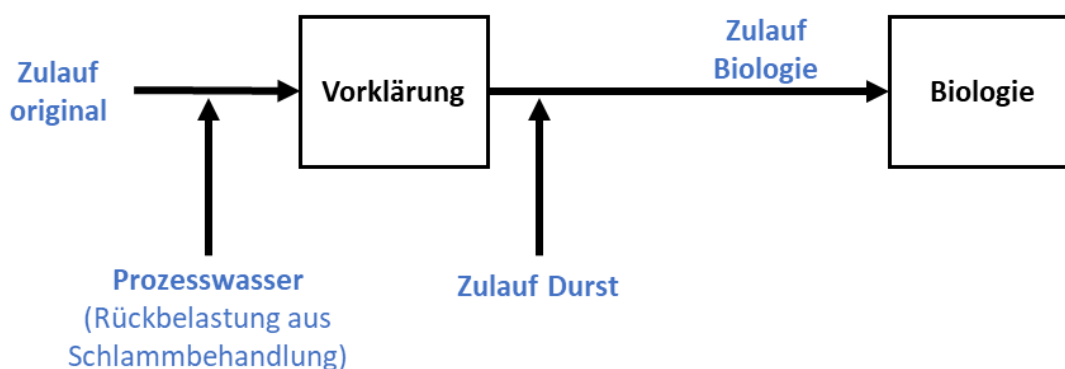 Zulauf
original
Vorklärung
Zulauf
Biologie
Biologie
Prozesswasser
(Rückbelastung aus
Schlammbehandlung)
Zulauf Durst